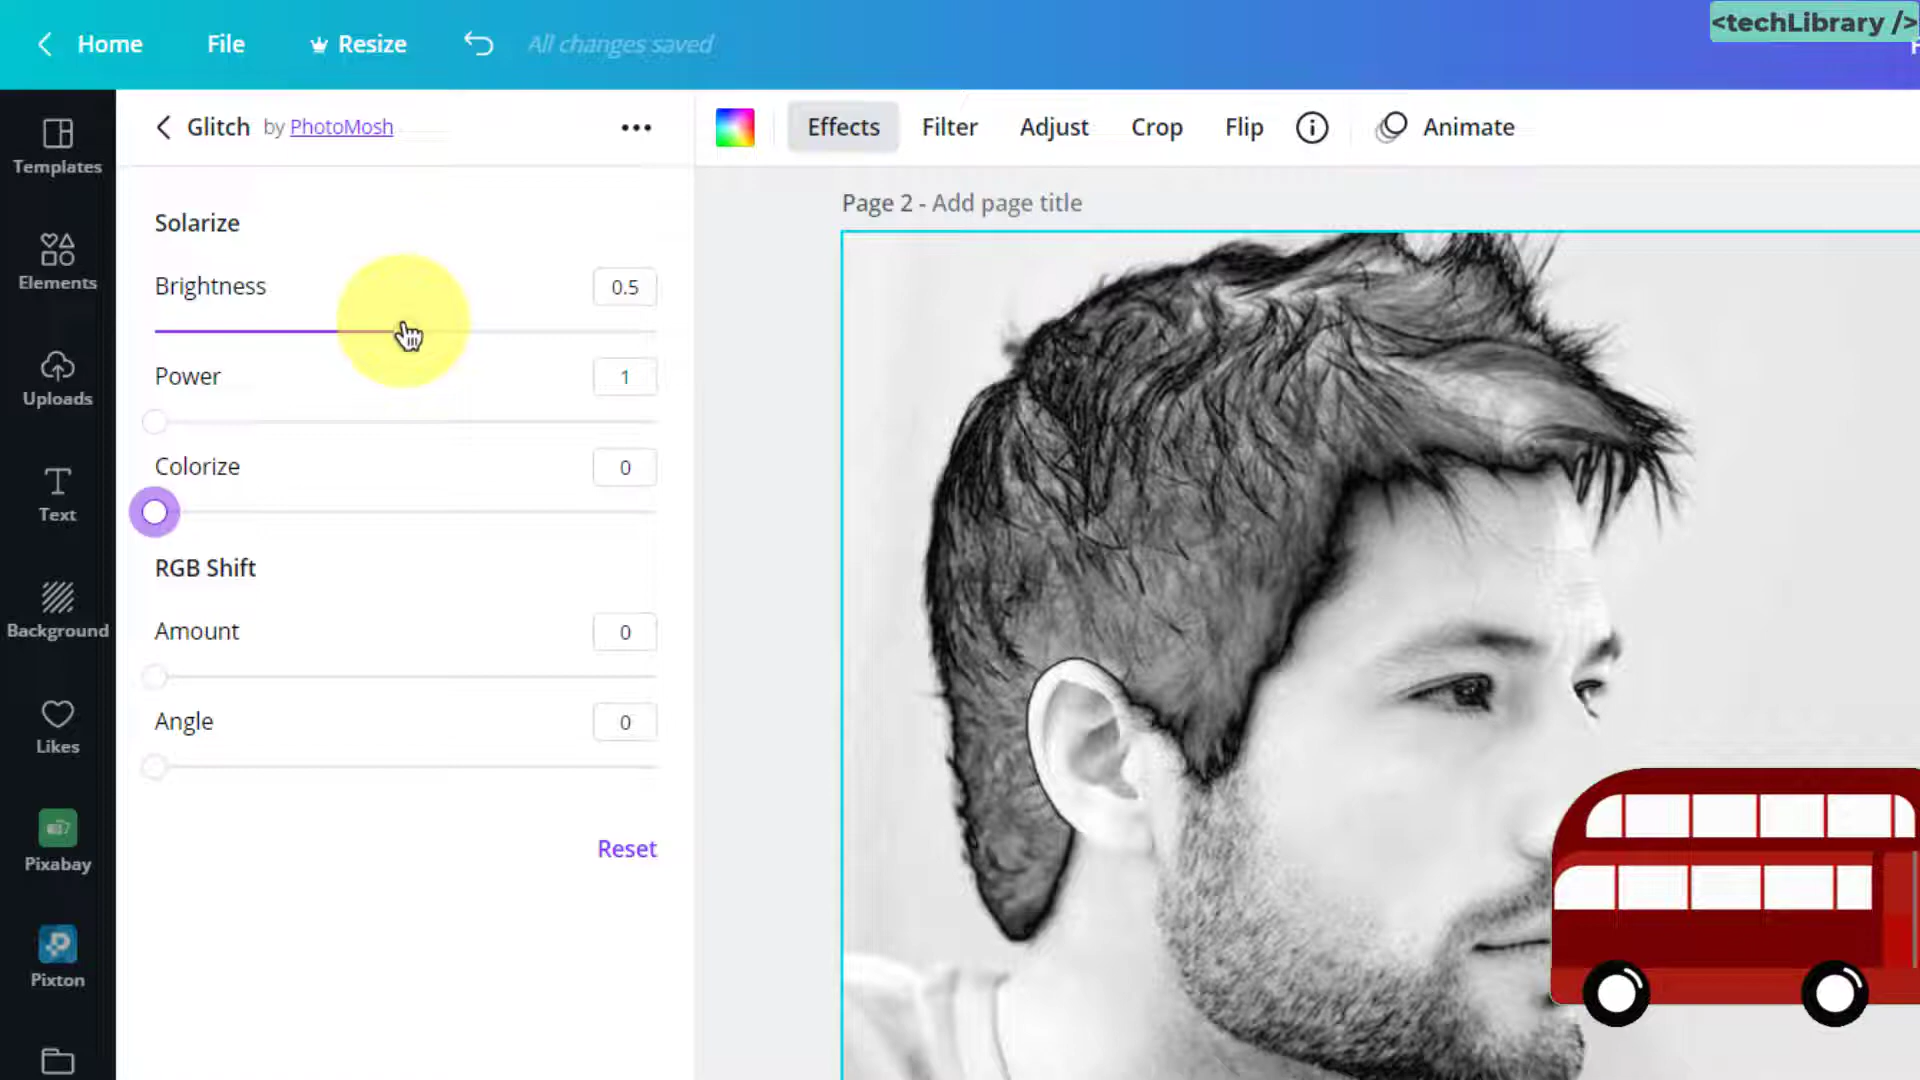 <techLibrary />
Home File Resize All changes saved
Templates
Elements
Uploads
Text
Background
Likes
Pixabay
Pixton
Glitch by PhotoMosh
Effects Filter Adjust Crop Flip Animate
Page 2 - Add page title
Solarize
Brightness 0.5
Power 1
Colorize 0
RGB Shift
Amount 0
Angle 0
Reset